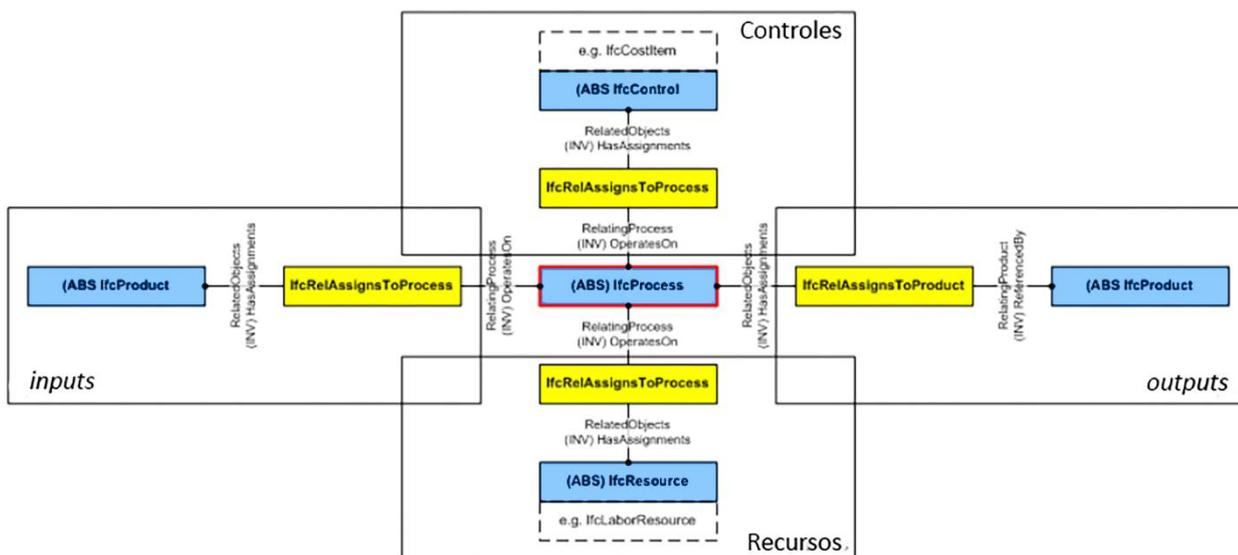 Controles
e.g. IfcCostItem
(ABS IfcControl
RelatedObjects
(INV) HasAssignments
IfcRelAssignsToProcess
RelatingProcess
(INV) OperatesOn
(ABS IfcProduct
RelatedObjects
(INV) HasAssignments
IfcRelAssignsToProcess
RelatingProcess
(INV) OperatesOn
(ABS) IfcProcess
RelatedObjects
(INV) HasAssignments
IfcRelAssignsToProduct
RelatingProduct
(INV) ReferencedBy
(ABS IfcProduct
RelatingProcess
(INV) OperatesOn
inputs
IfcRelAssignsToProcess
outputs
RelatedObjects
(INV) HasAssignments
(ABS) IfcResource
e.g. IfcLaborResource
Recursos